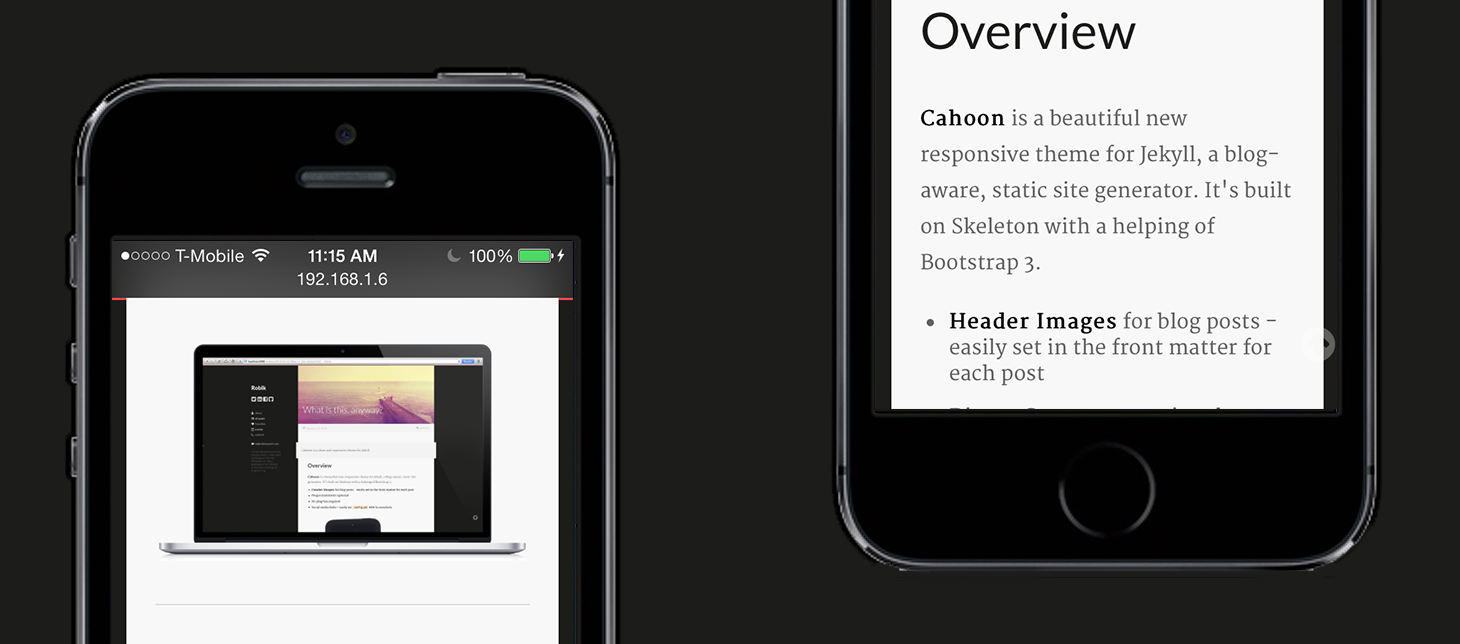 T-Mobile 11:15 AM 100%
192.168.1.6
Robik
What is this, anyway?
Overview
Overview
Cahoon is a beautiful new
responsive theme for Jekyll, a blog-
aware, static site generator. It's built
on Skeleton with a helping of
Bootstrap 3.
• Header Images for blog posts -
easily set in the front matter for
each post